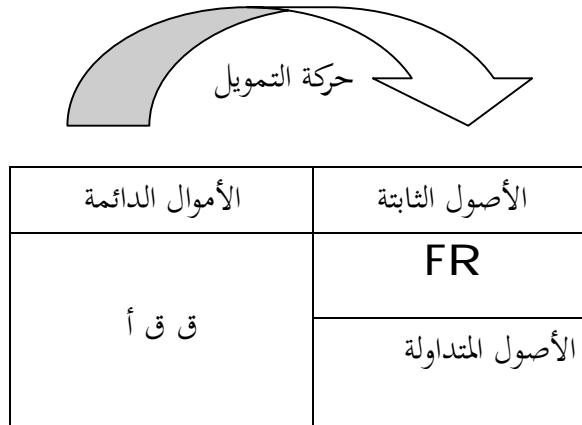 حركة التمويل
الأصول الثابتة
الأموال الدائمة
FR
ق ق أ
الأصول المتداولة